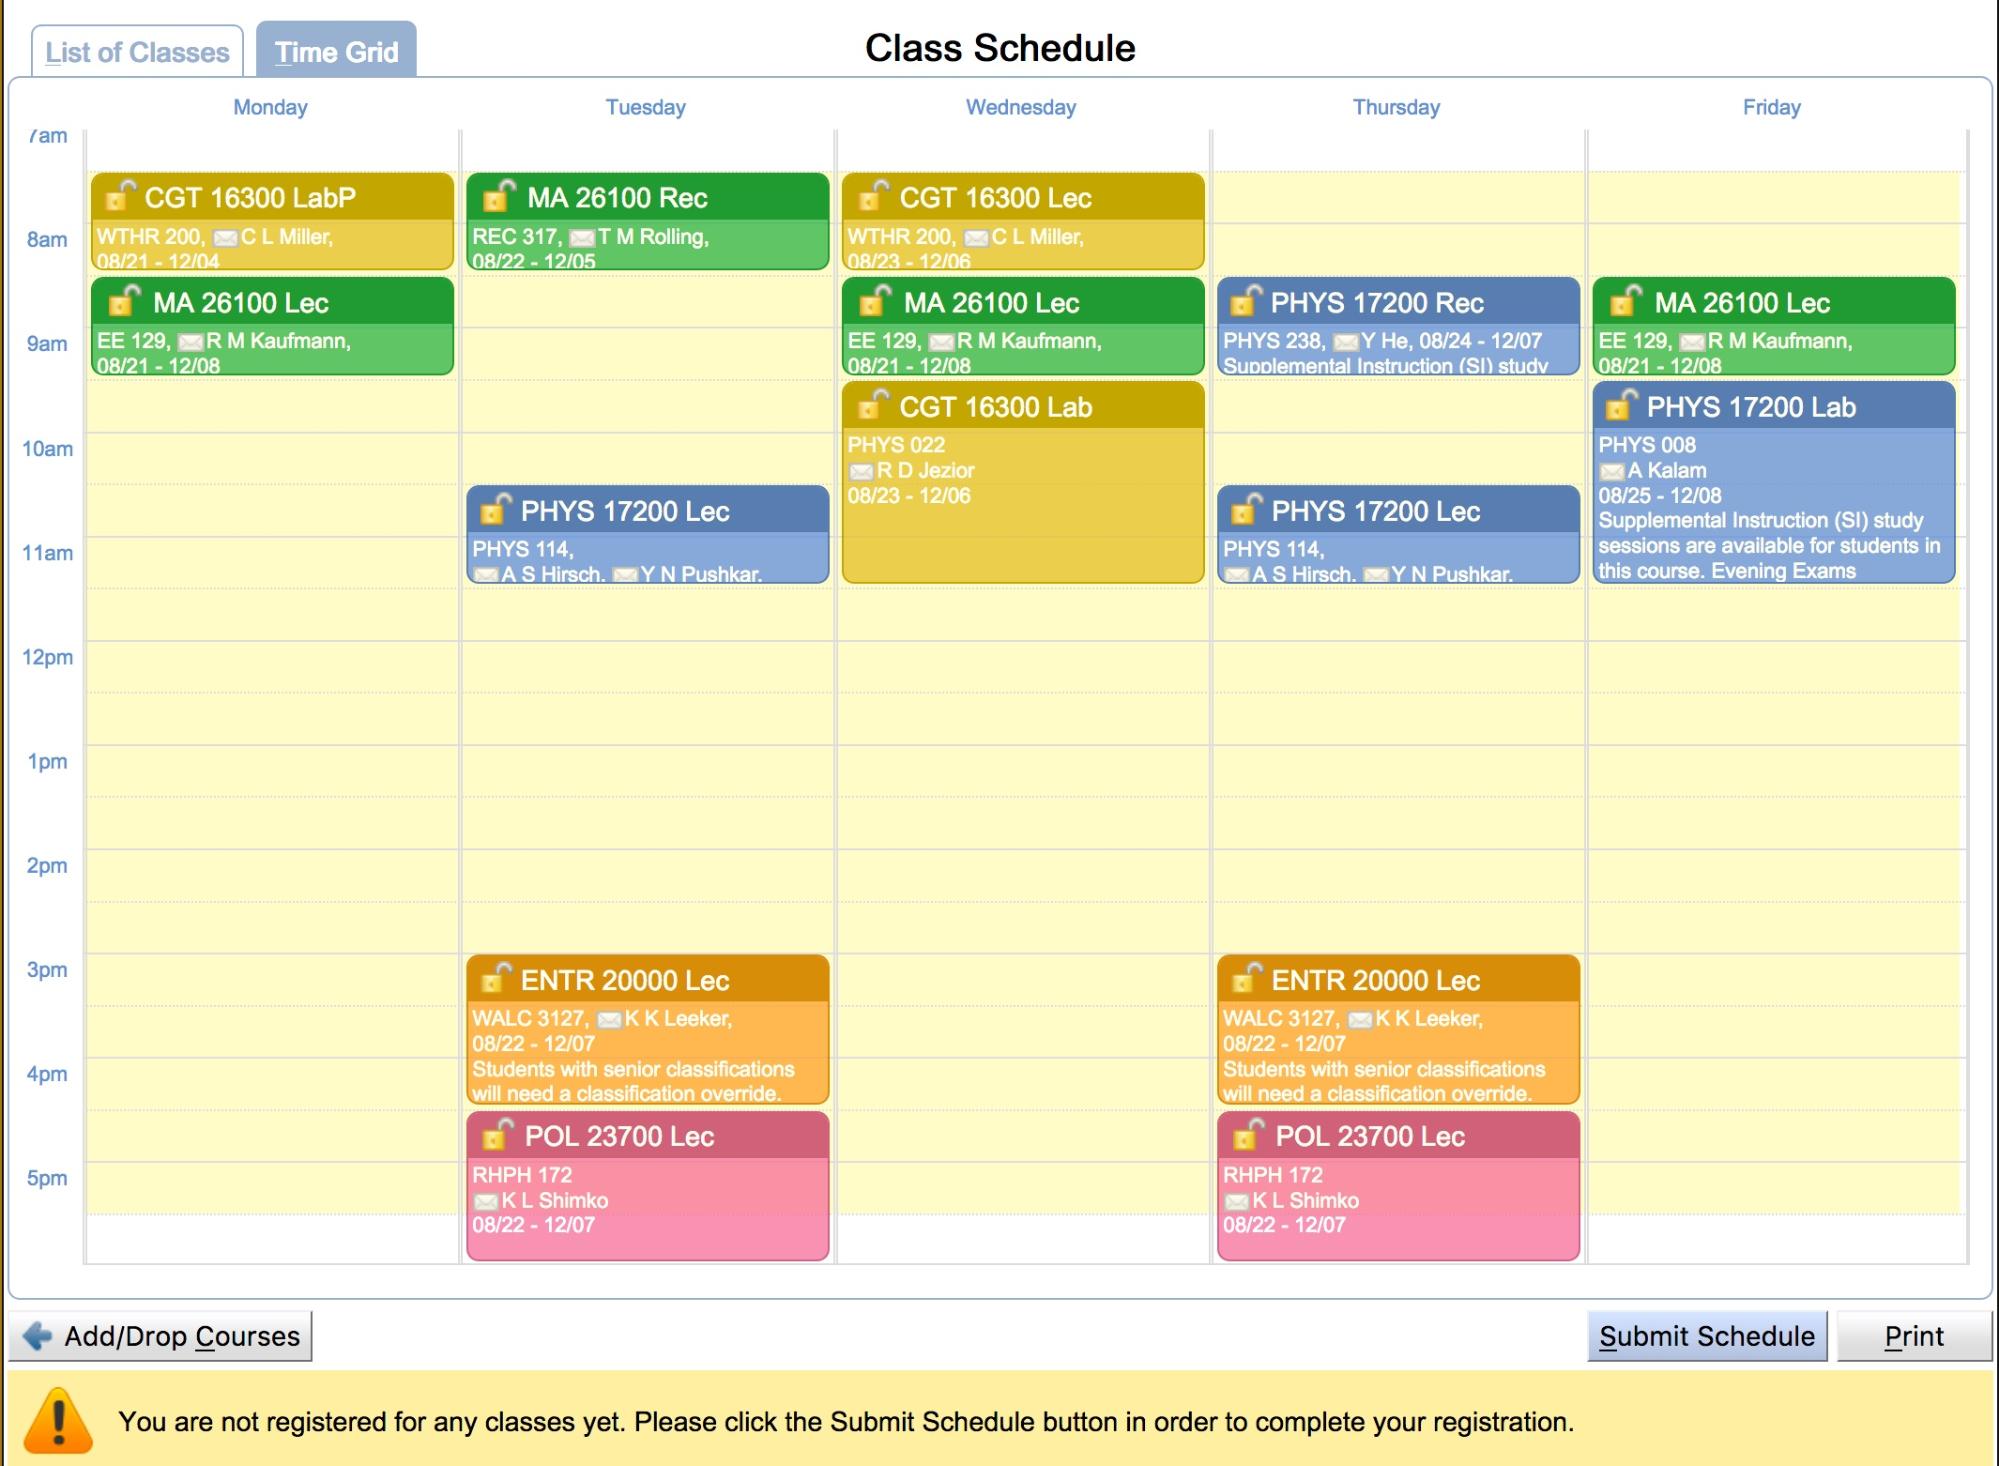 List of Classes
Time Grid
Class Schedule
Monday
Tuesday
Wednesday
Thursday
Friday
7am
8am
9am
10am
11am
12pm
1pm
2pm
3pm
4pm
5pm
CGT 16300 LabP
WTHR 200, C L Miller,
08/21 - 12/04
MA 26100 Lec
EE 129, R M Kaufmann,
08/21 - 12/08
MA 26100 Rec
REC 317, T M Rolling,
08/22 - 12/05
PHYS 17200 Lec
PHYS 114,
A S Hirsch, Y N Pushkar,
ENTR 20000 Lec
WALC 3127, K K Leeker,
08/22 - 12/07
Students with senior classifications
will need a classification override.
POL 23700 Lec
RHPH 172
K L Shimko
08/22 - 12/07
CGT 16300 Lec
WTHR 200, C L Miller,
08/23 - 12/06
MA 26100 Lec
EE 129, R M Kaufmann,
08/21 - 12/08
CGT 16300 Lab
PHYS 022
R D Jezior
08/23 - 12/06
PHYS 17200 Rec
PHYS 238, Y He, 08/24 - 12/07
Supplemental Instruction (SI) study
PHYS 17200 Lec
PHYS 114,
A S Hirsch, Y N Pushkar,
ENTR 20000 Lec
WALC 3127, K K Leeker,
08/22 - 12/07
Students with senior classifications
will need a classification override.
POL 23700 Lec
RHPH 172
K L Shimko
08/22 - 12/07
MA 26100 Lec
EE 129, R M Kaufmann,
08/21 - 12/08
PHYS 17200 Lab
PHYS 008
A Kalam
08/25 - 12/08
Supplemental Instruction (SI) study
sessions are available for students in
this course. Evening Exams
Add/Drop Courses
Submit Schedule
Print
You are not registered for any classes yet. Please click the Submit Schedule button in order to complete your registration.